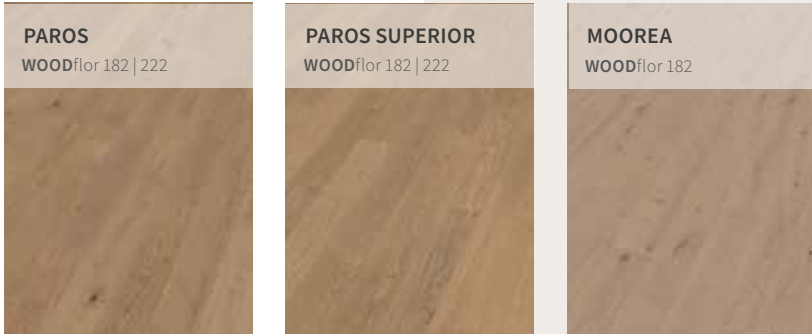 PAROS
WOODflor 182 | 222
PAROS SUPERIOR
WOODflor 182 | 222
MOOREA
WOODflor 182